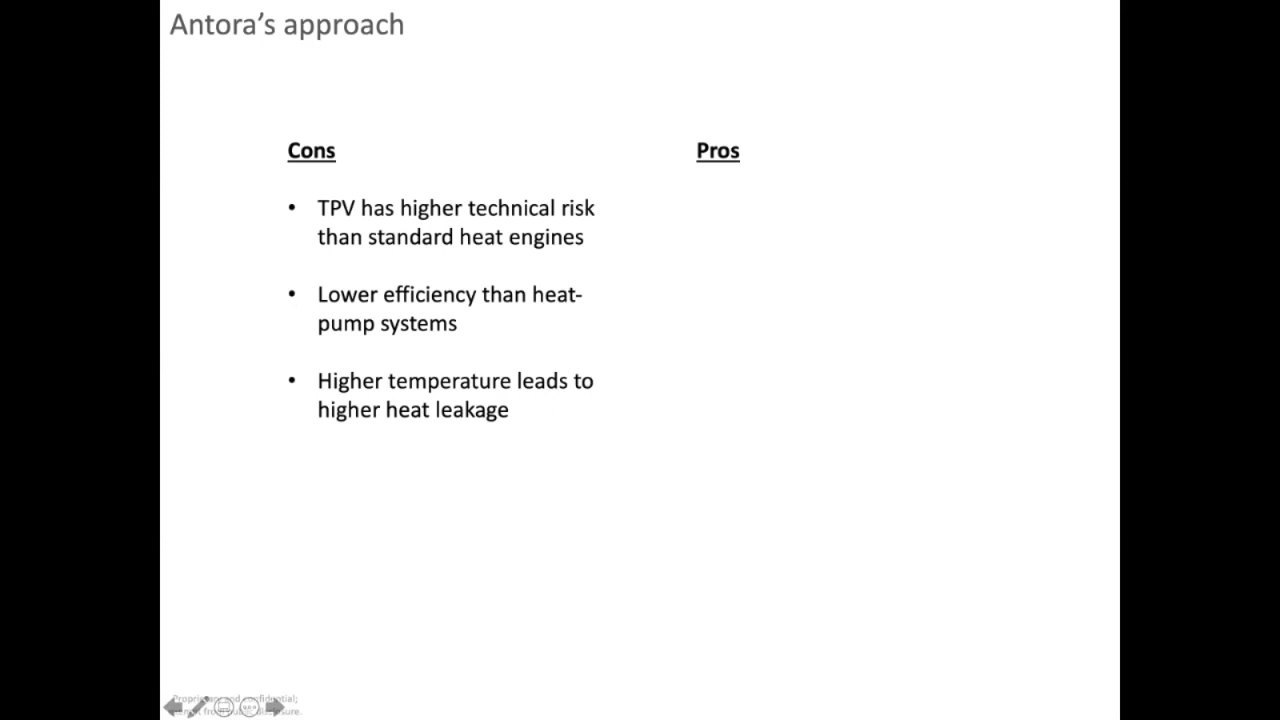 Antora's approach
Cons
• TPV has higher technical risk
than standard heat engines
• Lower efficiency than heat-
pump systems
• Higher temperature leads to
higher heat leakage
Pros